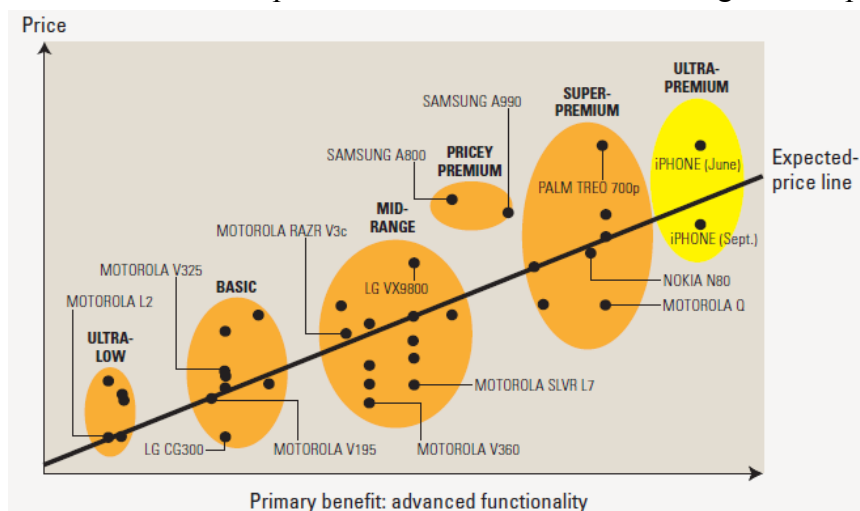 Price
ULTRA-
PREMIUM
SUPER-
PREMIUM
SAMSUNG A990
SAMSUNG A800
PRICEY
PREMIUM
iPHONE (June)
Expected-
price line
PALM TREO 700p
MID-
RANGE
MOTOROLA RAZR V3c
iPHONE (Sept.)
MOTOROLA V325
BASIC
LG VX9800
NOKIA N80
MOTOROLA L2
MOTOROLA Q
ULTRA-
LOW
MOTOROLA SLVR L7
LG CG300
MOTOROLA V195
MOTOROLA V360
Primary benefit: advanced functionality